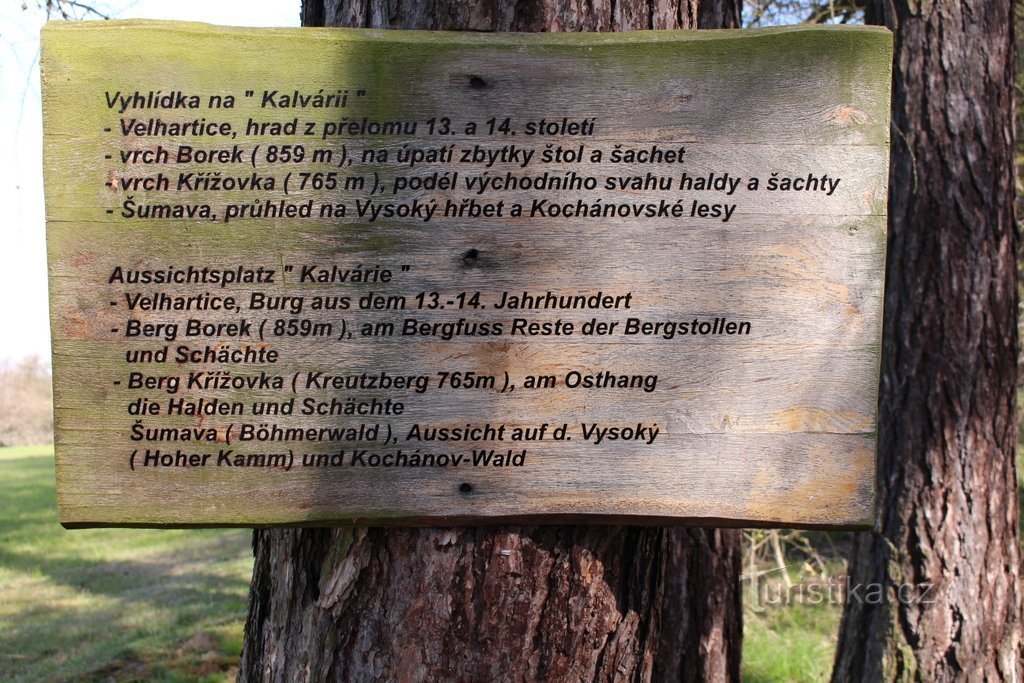 Vyhlídka na " Kalvárii "
- Velhartice, hrad z přelomu 13. a 14. století
- vrch Borek ( 859 m ), na úpatí zbytky štol a šachet
- vrch Křížovka ( 765 m ), podél východního svahu haldy a šachty
- Šumava, průhled na Vysoký hřbet a Kochánovské lesy
Aussichtsplatz " Kalvárie "
- Velhartice, Burg aus dem 13.-14. Jahrhundert
- Berg Borek ( 859m ), am Bergfuss Reste der Bergstollen
und Schächte
- Berg Křížovka ( Kreutzberg 765m ), am Osthang
die Halden und Schächte
Šumava ( Böhmerwald ), Aussicht auf d. Vysoký
( Hoher Kamm) und Kochánov-Wald
Turistika.cz